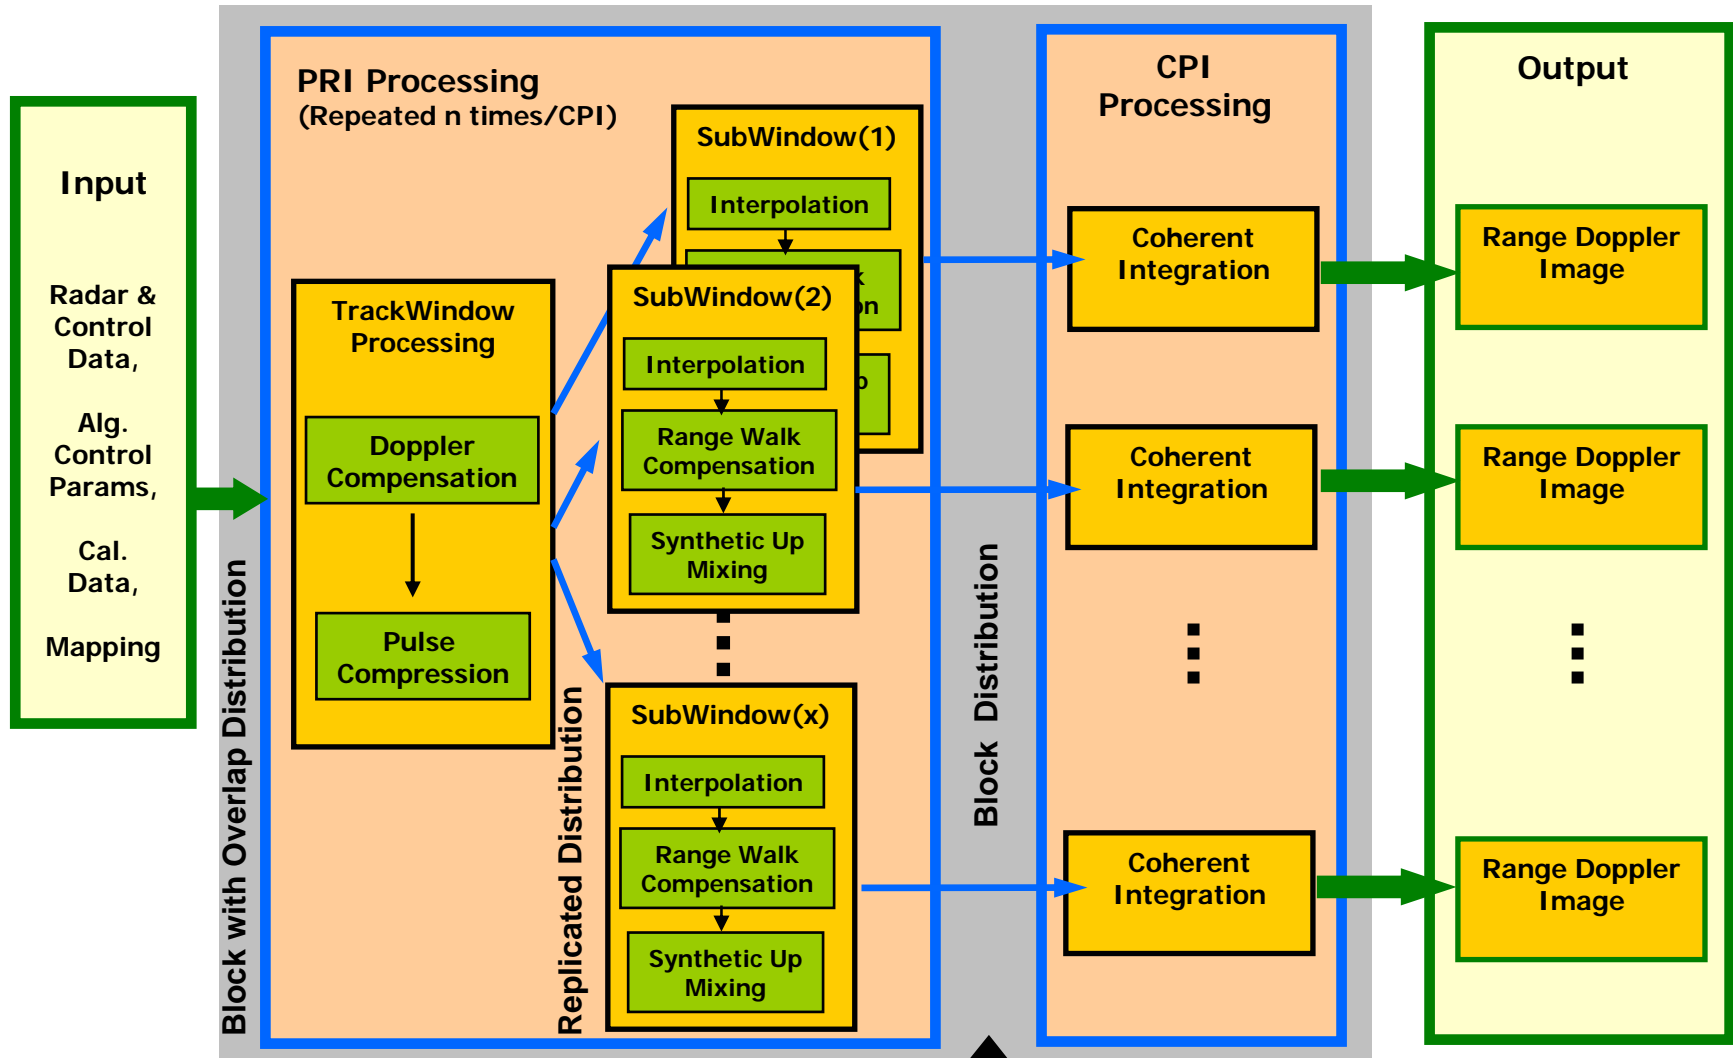 Input
Radar &
Control
Data,
Alg.
Control
Params,
Cal.
Data,
Mapping
Block with Overlap Distribution
PRI Processing
(Repeated n times/CPI)
TrackWindow
Processing
Doppler
Compensation
Pulse
Compression
Replicated Distribution
SubWindow(1)
Interpolation
SubWindow(2)
Interpolation
Range Walk
Compensation
Synthetic Up
Mixing
SubWindow(x)
Interpolation
Range Walk
Compensation
Synthetic Up
Mixing
Block Distribution
CPI
Processing
Coherent
Integration
Coherent
Integration
Coherent
Integration
Output
Range Doppler
Image
Range Doppler
Image
Range Doppler
Image